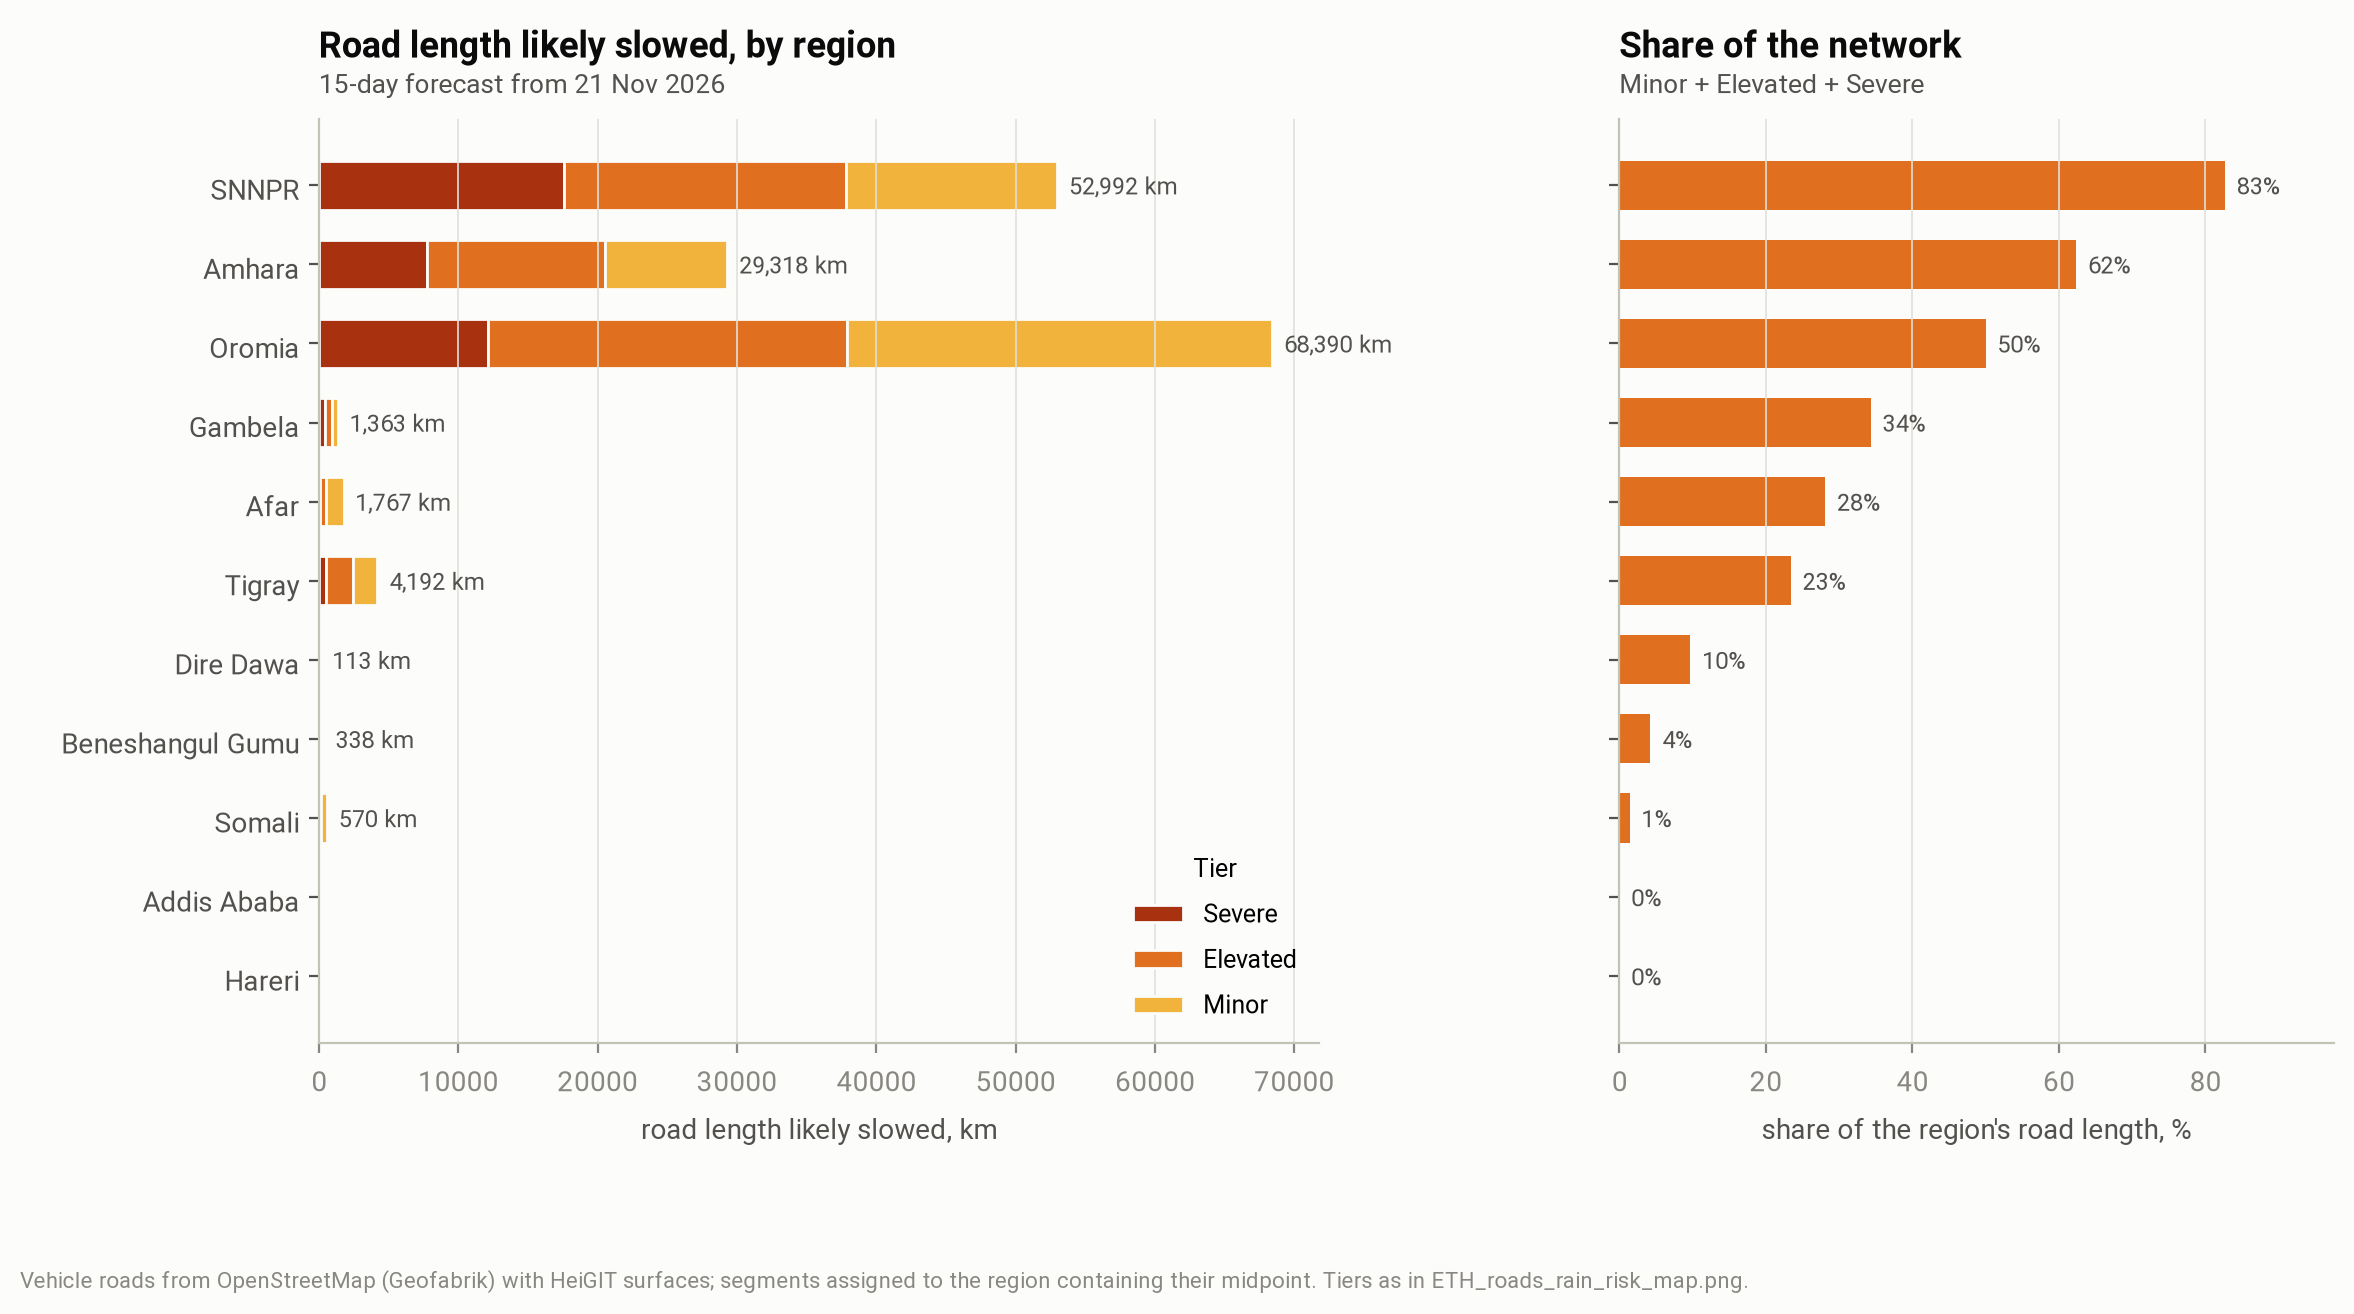 Road length likely slowed, by region
15-day forecast from 21 Nov 2026
SNNPR
52,992 km
Amhara
29,318 km
Oromia
68,390 km
Gambela
1,363 km
Afar
1,767 km
Tigray
4,192 km
Dire Dawa
113 km
Beneshangul Gumu
338 km
Somali
570 km
Addis Ababa
Hareri
Tier
Severe
Elevated
Minor
0 10000 20000 30000 40000 50000 60000 70000
road length likely slowed, km
Share of the network
Minor + Elevated + Severe
83%
62%
50%
34%
28%
23%
10%
4%
1%
0%
0%
0 20 40 60 80
share of the region's road length, %
Vehicle roads from OpenStreetMap (Geofabrik) with HeiGIT surfaces; segments assigned to the region containing their midpoint. Tiers as in ETH_roads_rain_risk_map.png.